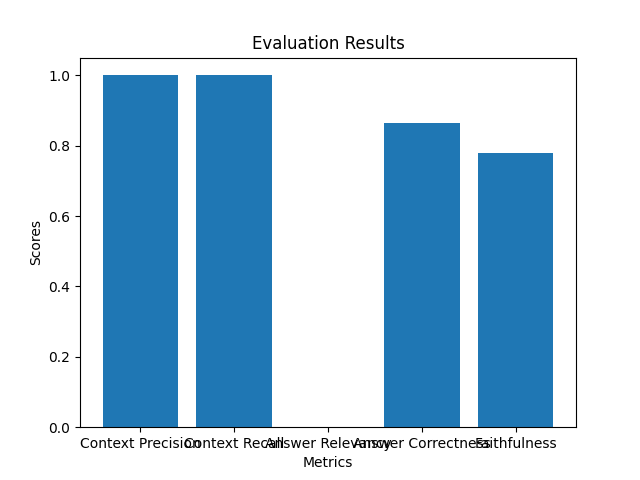 Evaluation Results
1.0
0.8
0.6
0.4
0.2
0.0
Scores
Context Precision Context Recall Answer Relevancy Answer Correctness Faithfulness
Metrics